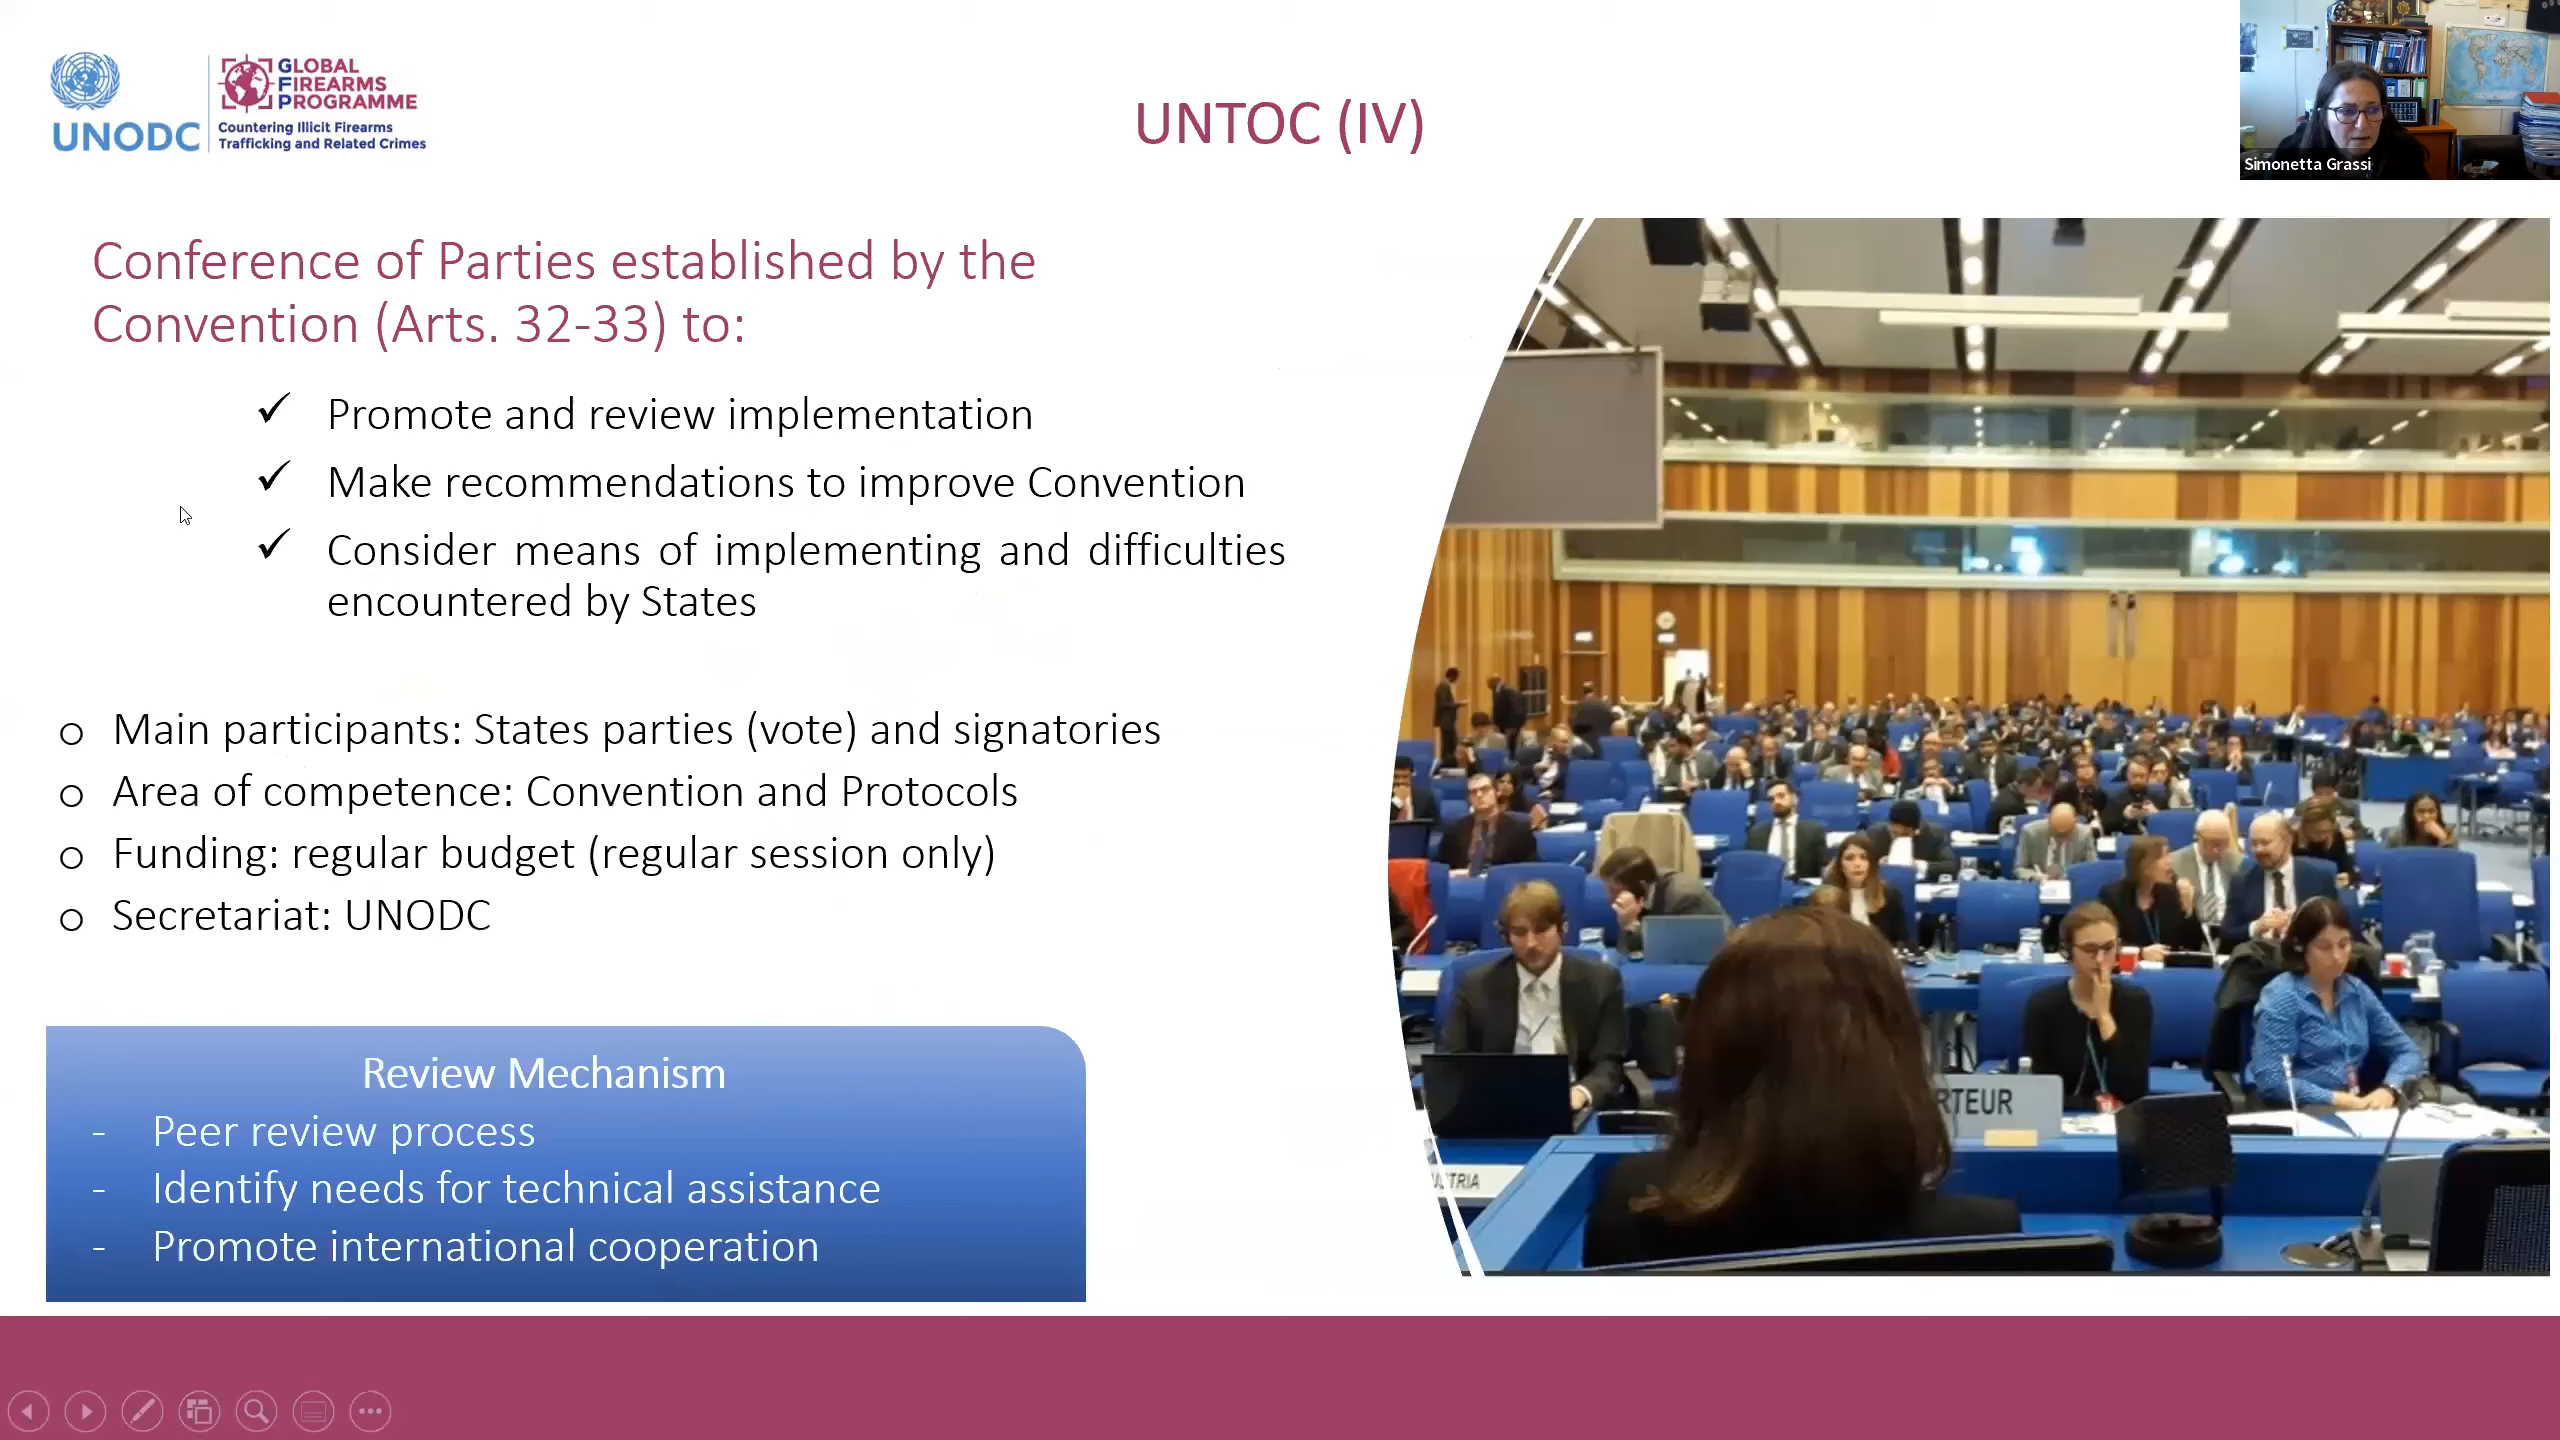 UNODC
GLOBAL
FIREARMS
PROGRAMME
Countering Illicit Firearms
Trafficking and Related Crimes
UNTOC (IV)
Simonetta Grassi
Conference of Parties established by the
Convention (Arts. 32-33) to:
✓ Promote and review implementation
✓ Make recommendations to improve Convention
✓ Consider means of implementing and difficulties
encountered by States
o Main participants: States parties (vote) and signatories
o Area of competence: Convention and Protocols
o Funding: regular budget (regular session only)
o Secretariat: UNODC
Review Mechanism
- Peer review process
- Identify needs for technical assistance
- Promote international cooperation
RTEUR
STRIA